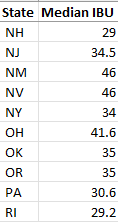 State Median IBU
NH 29
NJ 34.5
NM 46
NV 46
NY 34
OH 41.6
OK 35
OR 35
PA 30.6
RI 29.2